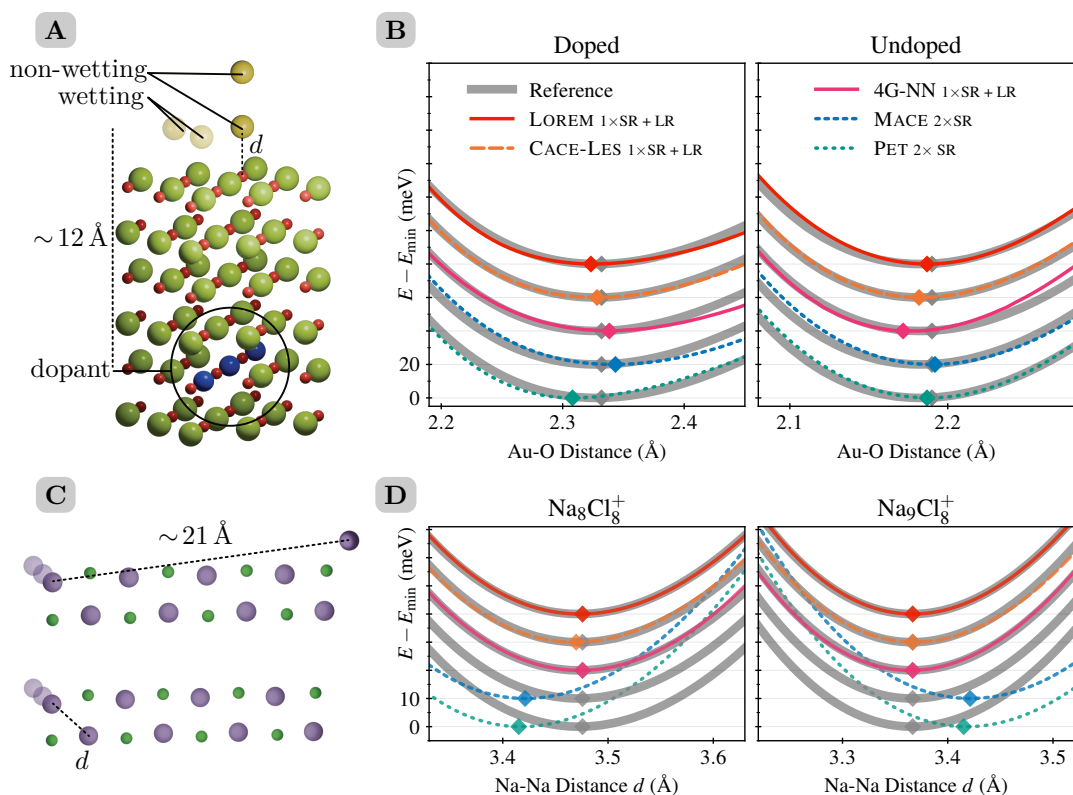 A
non-wetting
wetting
d
~ 12 Å
dopant
B
Doped
Undoped
Reference
LOREM 1×SR + LR
CACE-LES 1×SR + LR
4G-NN 1×SR + LR
MACE 2×SR
PET 2× SR
E − E_min (meV)
20
0
2.2 2.3 2.4
2.1 2.2
Au-O Distance (Å)
Au-O Distance (Å)
C
~ 21 Å
d
D
Na₈Cl₈⁺
Na₉Cl₈⁺
E − E_min (meV)
10
0
3.4 3.5 3.6
3.3 3.4 3.5
Na-Na Distance d (Å)
Na-Na Distance d (Å)